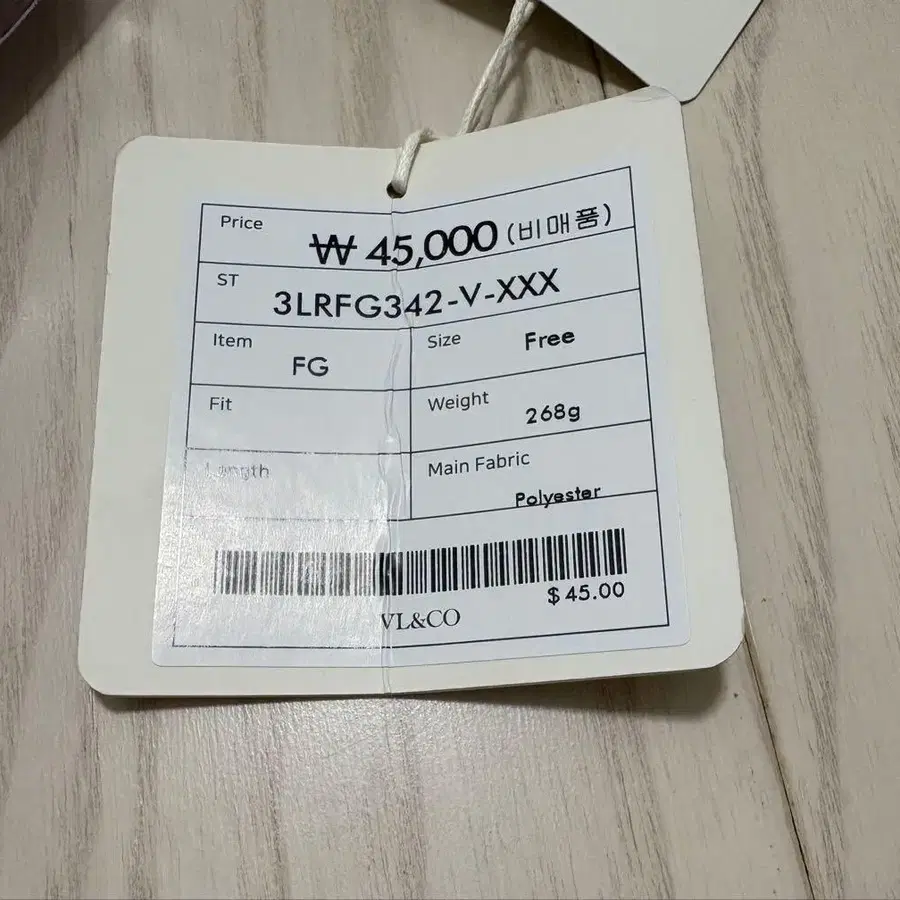 Price
₩ 45,000 (비매품)
ST
3LRFG342-V-XXX
Item
FG
Size
Free
Fit
Weight
268g
Length
Main Fabric
Polyester
$ 45.00
VL&CO